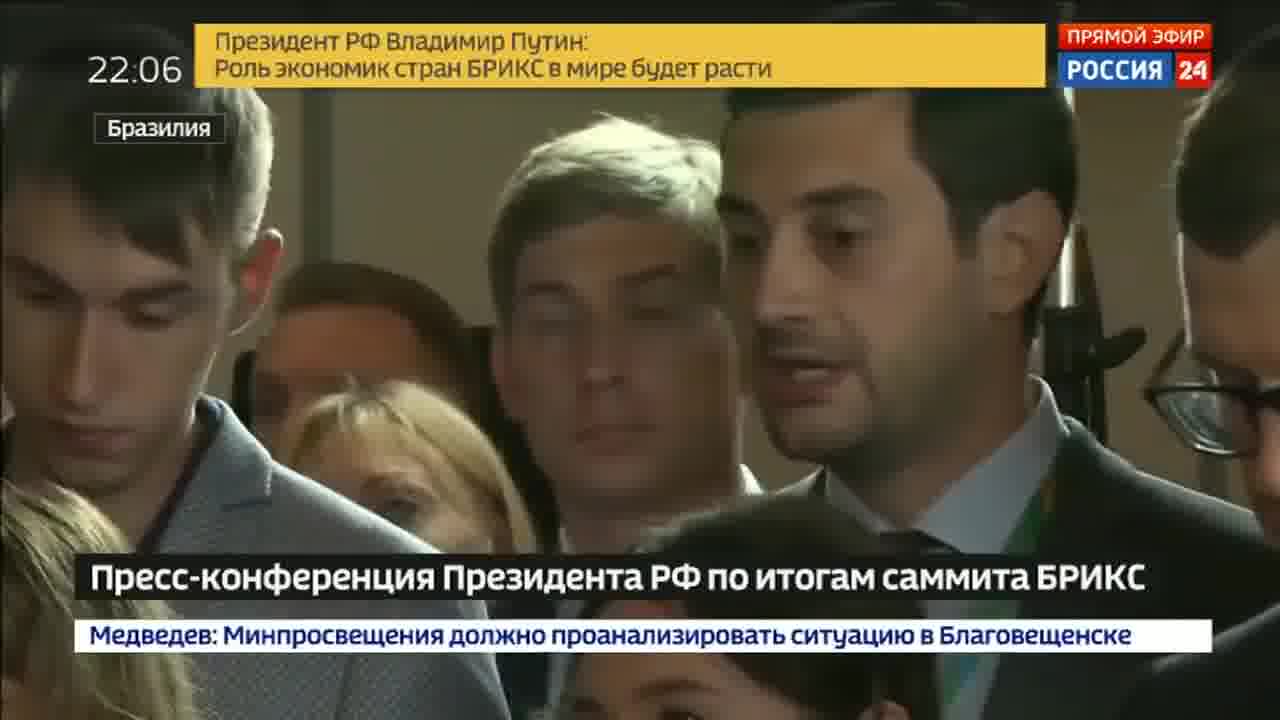 22:06
Президент РФ Владимир Путин:
Роль экономик стран БРИКС в мире будет расти
ПРЯМОЙ ЭФИР
РОССИЯ 24
Бразилия
Пресс-конференция Президента РФ по итогам саммита БРИКС
Медведев: Минпросвещения должно проанализировать ситуацию в Благовещенске